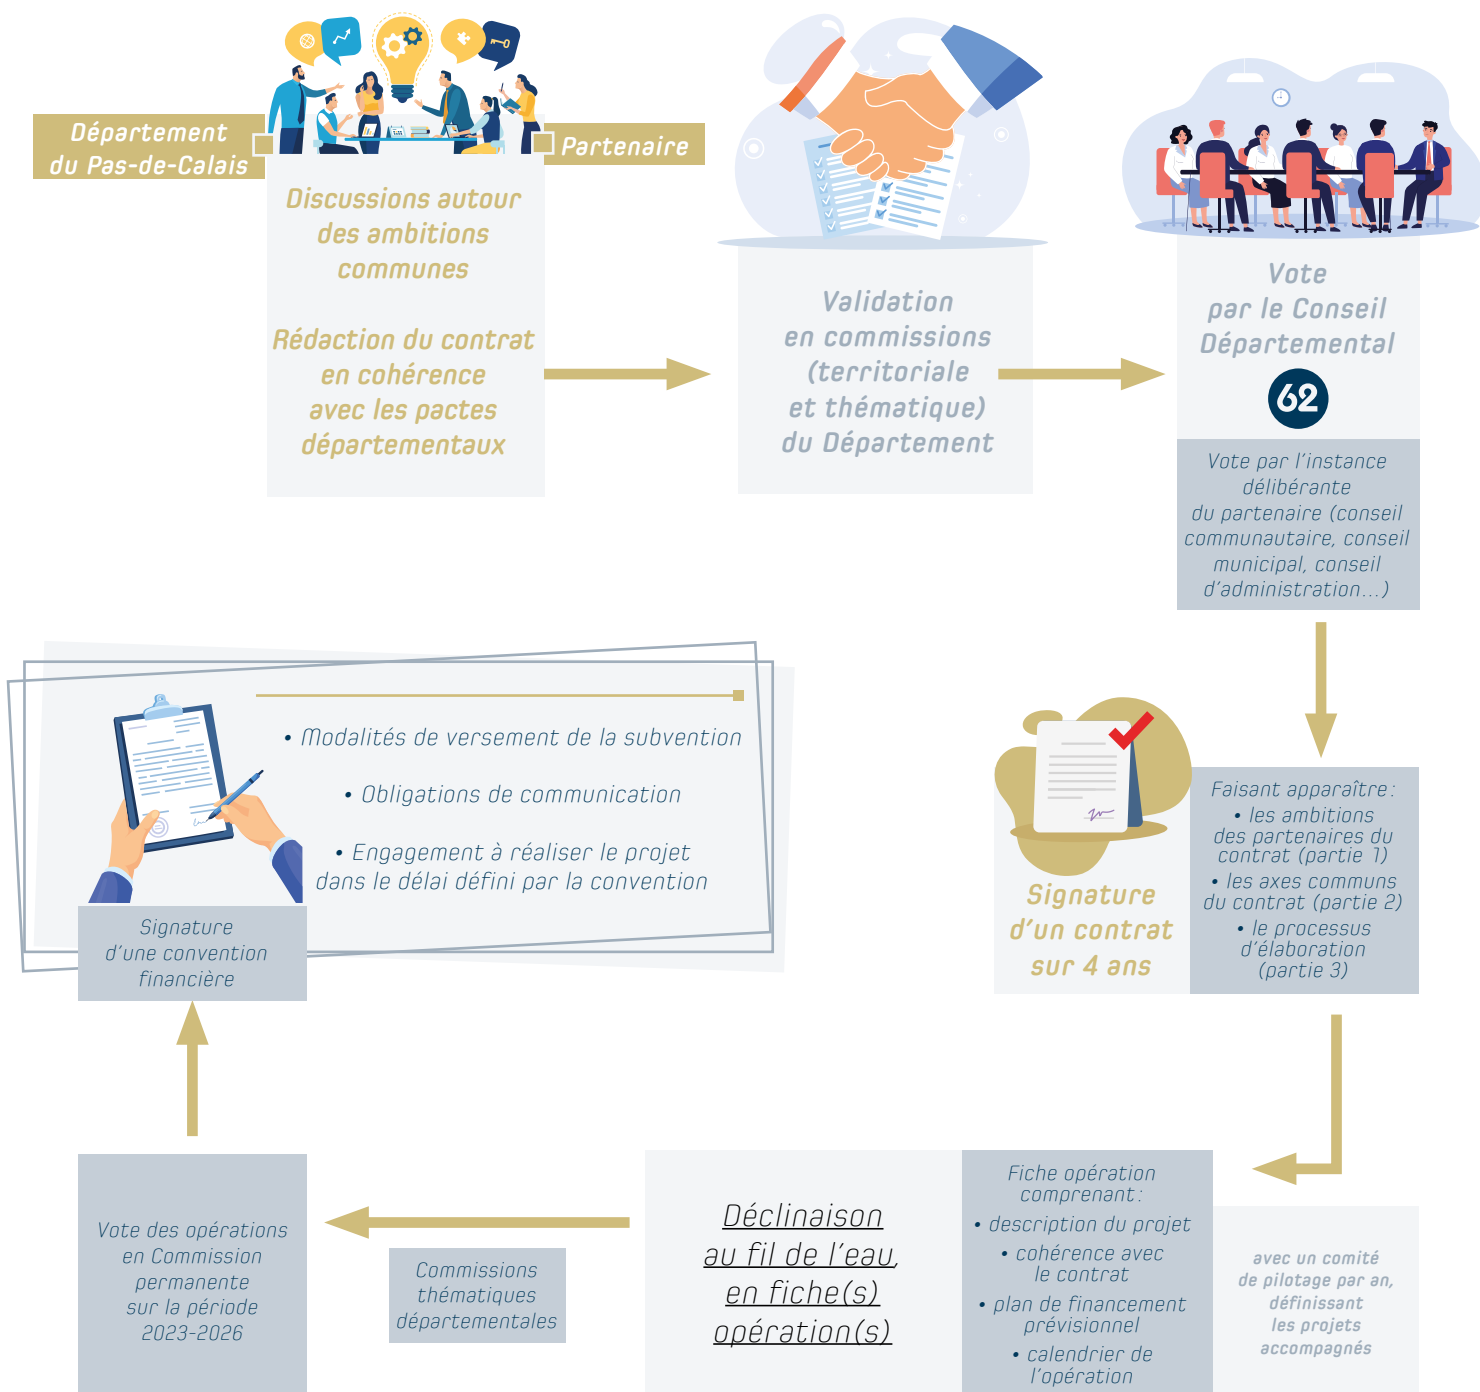 Département
du Pas-de-Calais
Partenaire
Discussions autour
des ambitions
communes
Rédaction du contrat
en cohérence
avec les pactes
départementaux
Validation
en commissions
(territoriale
et thématique)
du Département
Vote
par le Conseil
Départemental
62
Vote par l'instance
délibérante
du partenaire (conseil
communautaire, conseil
municipal, conseil
d'administration...)
Signature
d'un contrat
sur 4 ans
Faisant apparaître :
• les ambitions
des partenaires du
contrat (partie 1)
• les axes communs
du contrat (partie 2)
• le processus
d'élaboration
(partie 3)
avec un comité
de pilotage par an,
définissant
les projets
accompagnés
Fiche opération
comprenant :
• description du projet
• cohérence avec
le contrat
• plan de financement
prévisionnel
• calendrier de
l'opération
Déclinaison
au fil de l'eau,
en fiche(s)
opération(s)
Commissions
thématiques
départementales
Vote des opérations
en Commission
permanente
sur la période
2023-2026
Signature
d'une convention
financière
• Modalités de versement de la subvention
• Obligations de communication
• Engagement à réaliser le projet
dans le délai défini par la convention